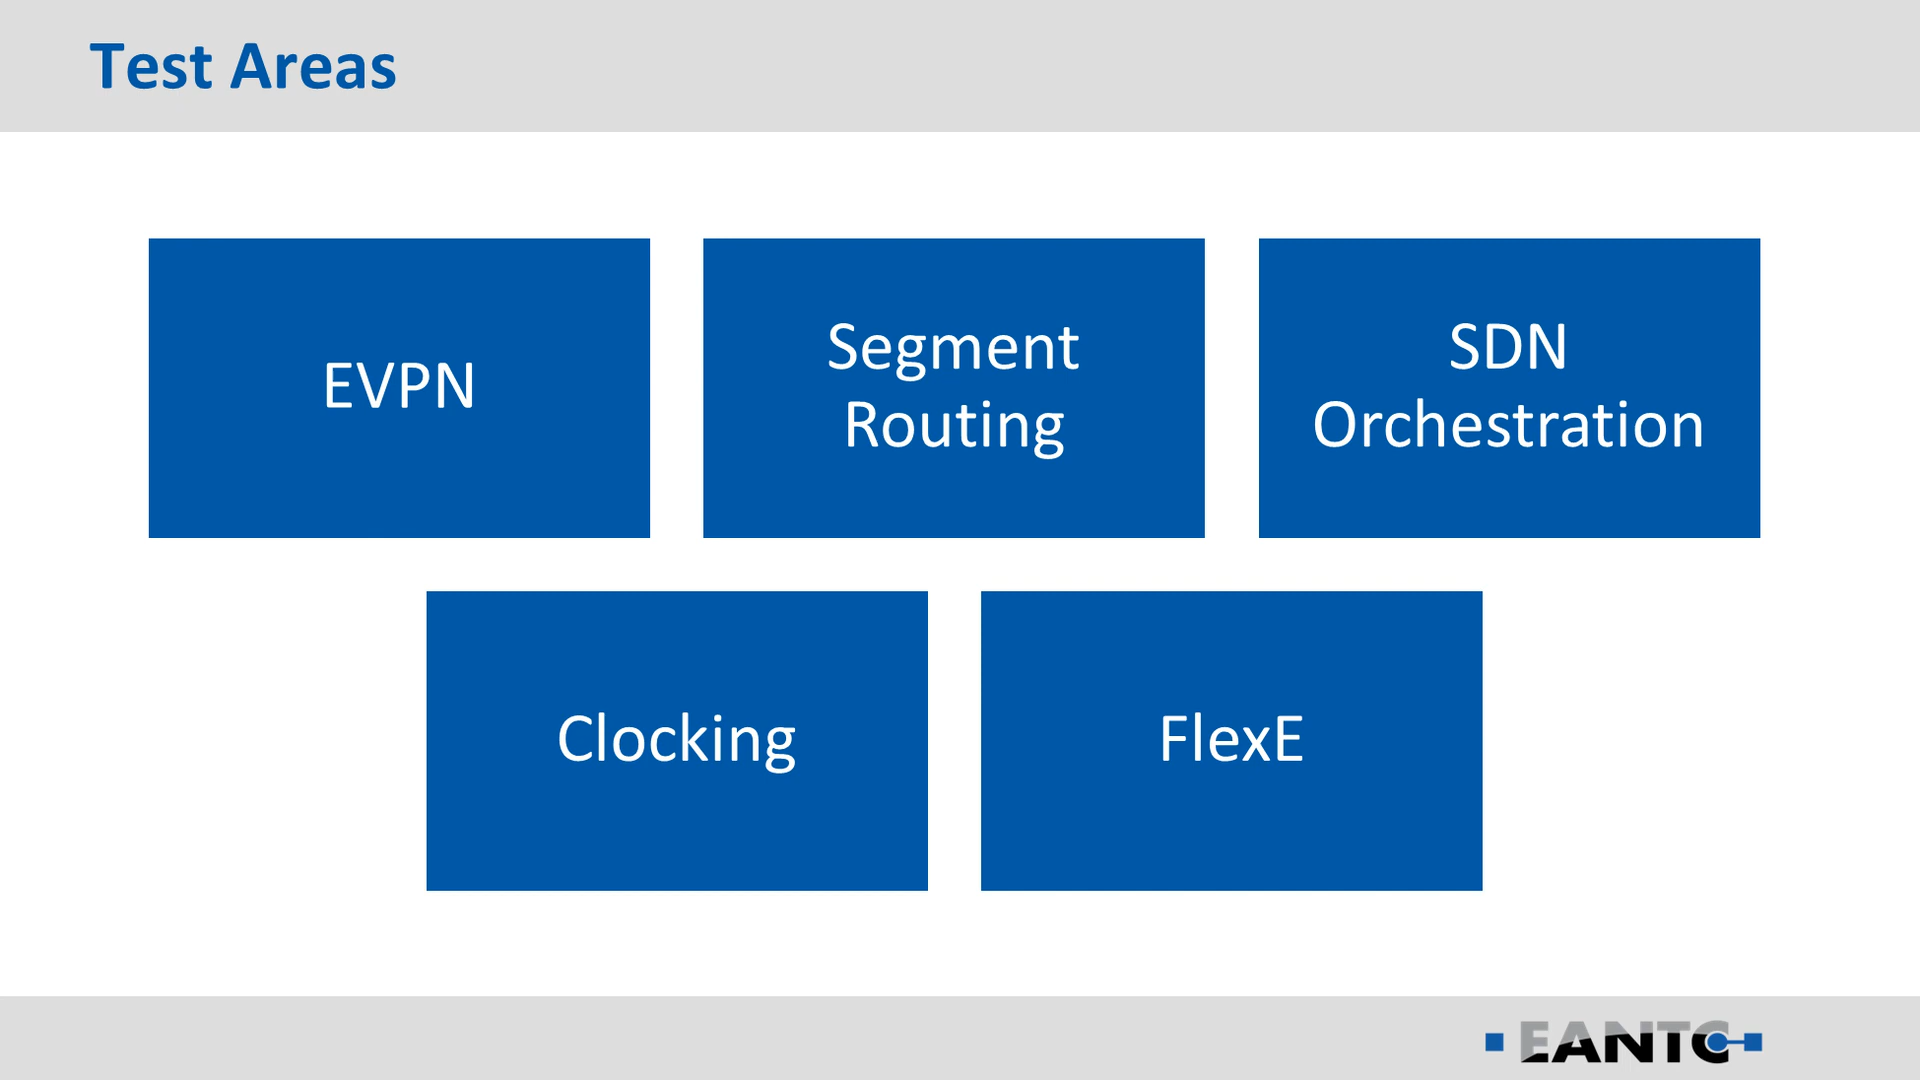 Test Areas
EVPN
Segment
Routing
SDN
Orchestration
Clocking
FlexE
EANTC